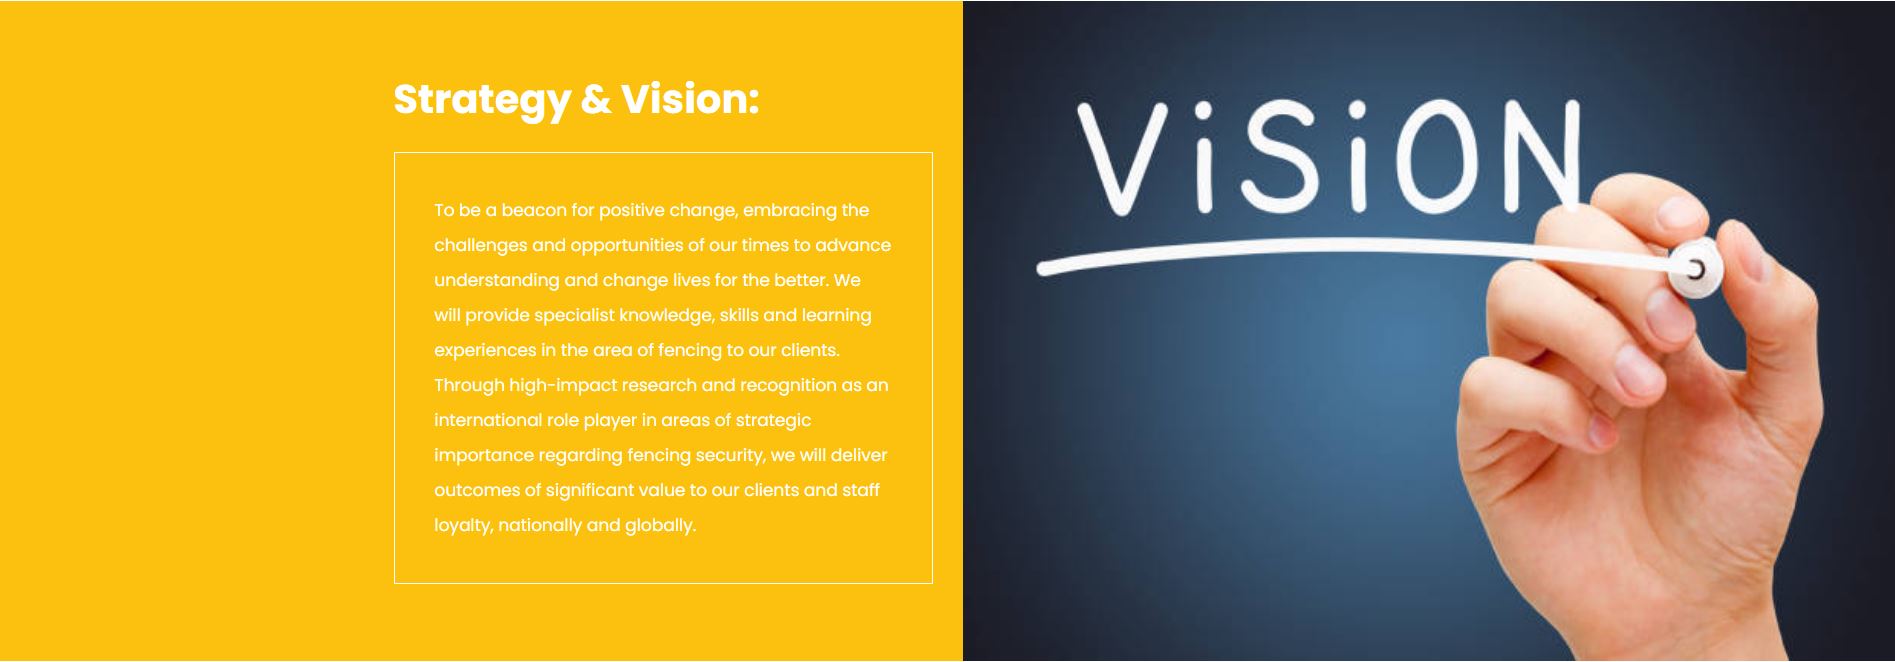 Strategy & Vision:
To be a beacon for positive change, embracing the
challenges and opportunities of our times to advance
understanding and change lives for the better. We
will provide specialist knowledge, skills and learning
experiences in the area of fencing to our clients.
Through high-impact research and recognition as an
international role player in areas of strategic
importance regarding fencing security, we will deliver
outcomes of significant value to our clients and staff
loyalty, nationally and globally.
ViSiON